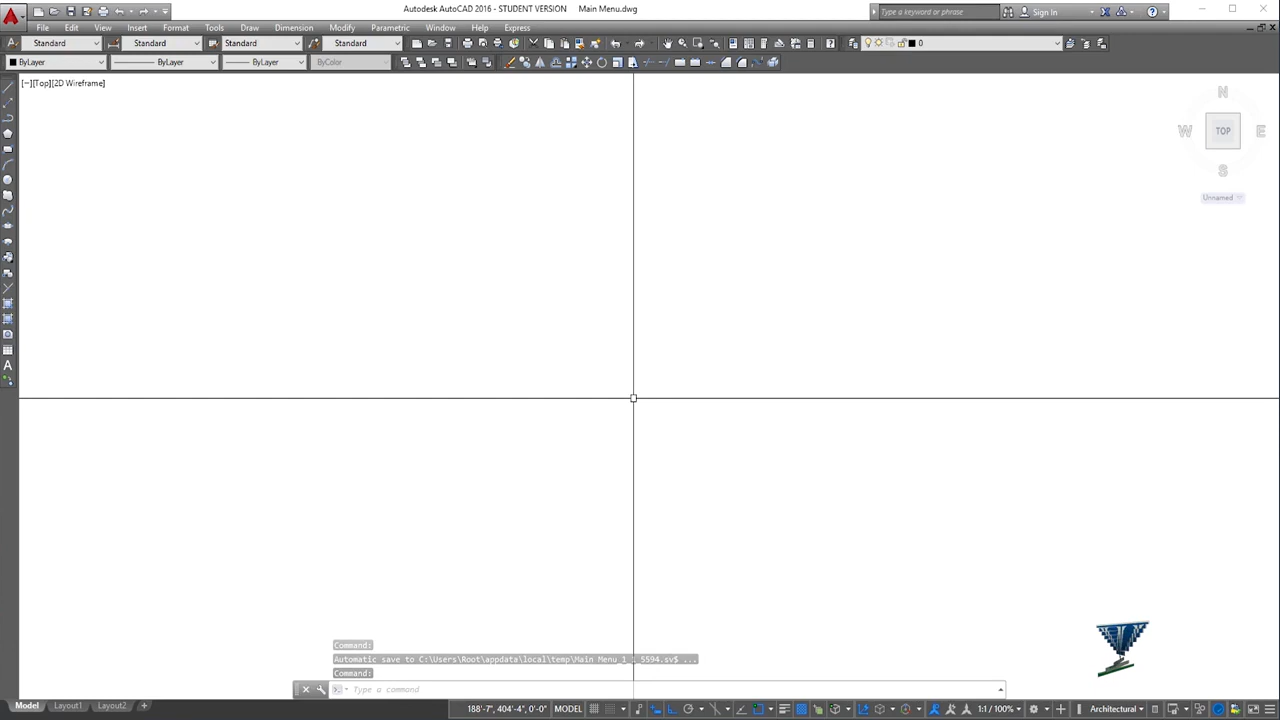 Autodesk AutoCAD 2016 - STUDENT VERSION Main Menu.dwg
Type a keyword or phrase
Sign In
File Edit View Insert Format Tools Draw Dimension Modify Parametric Window Help Express
Standard Standard Standard Standard 0
ByLayer ByLayer ByLayer ByColor
[−][Top][2D Wireframe]
N
W TOP E
S
Unnamed
Command:
Automatic save to C:\Users\Root\appdata\local\temp\Main Menu_1_1_5594.sv$ ...
Command:
Type a command
Model Layout1 Layout2 + 188'-7", 404'-4", 0'-0" MODEL 1:1 / 100% Architectural
A